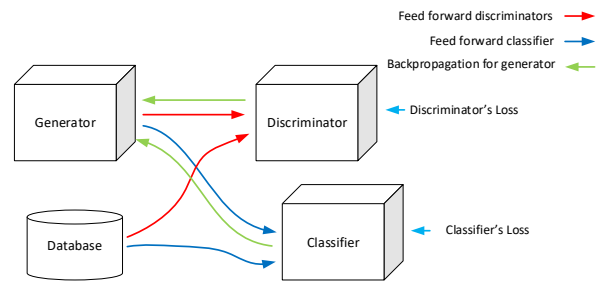 Feed forward discriminators
Feed forward classifier
Backpropagation for generator
Generator
Discriminator
Discriminator's Loss
Database
Classifier
Classifier's Loss